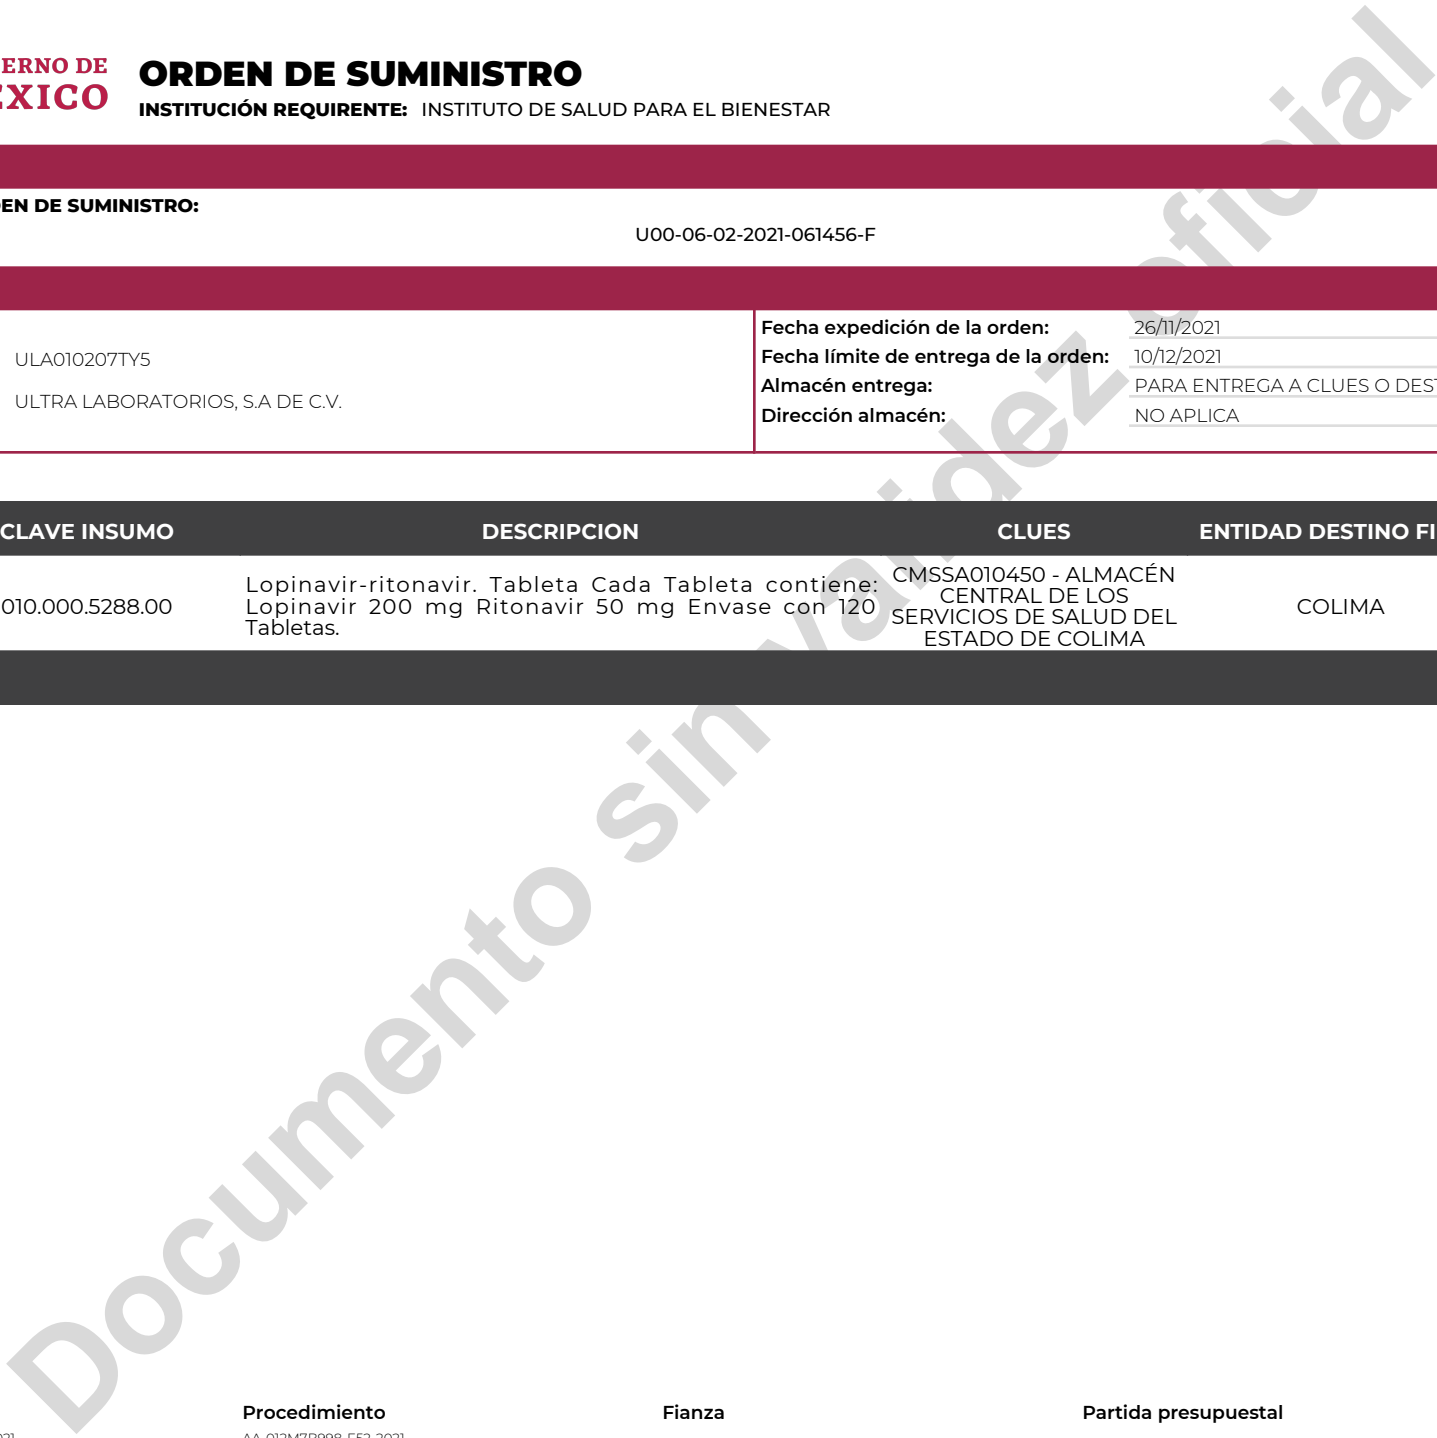 ERNO DE
EXICO
ORDEN DE SUMINISTRO
INSTITUCIÓN REQUIRENTE: INSTITUTO DE SALUD PARA EL BIENESTAR
EN DE SUMINISTRO:
U00-06-02-2021-061456-F
ULA010207TY5
ULTRA LABORATORIOS, S.A DE C.V.
Fecha expedición de la orden: 26/11/2021
Fecha límite de entrega de la orden: 10/12/2021
Almacén entrega: PARA ENTREGA A CLUES O DEST
Dirección almacén: NO APLICA
CLAVE INSUMO DESCRIPCION CLUES ENTIDAD DESTINO FI
010.000.5288.00
Lopinavir-ritonavir. Tableta Cada Tableta contiene:
Lopinavir 200 mg Ritonavir 50 mg Envase con 120
Tabletas.
CMSSA010450 - ALMACÉN
CENTRAL DE LOS
SERVICIOS DE SALUD DEL
ESTADO DE COLIMA
COLIMA
Documento sin validez oficial
Procedimiento Fianza Partida presupuestal